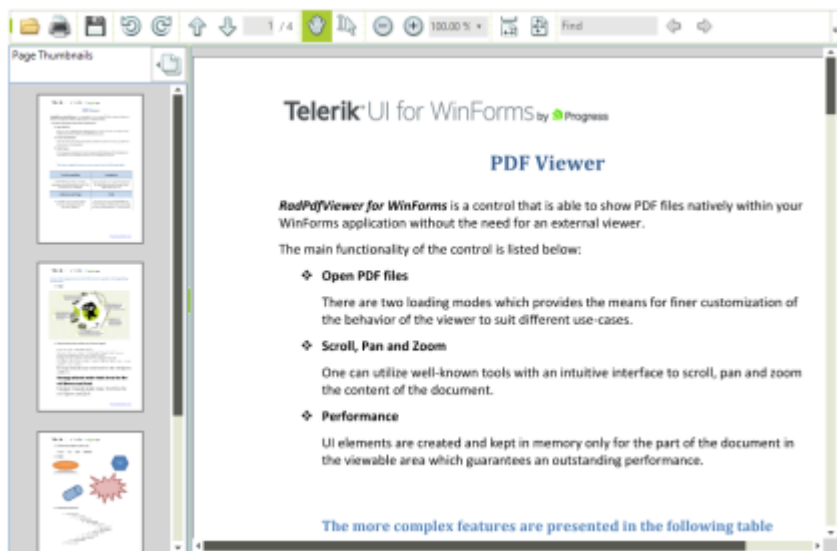 1 / 4 100.00 % Find
Page Thumbnails
Telerik UI for WinForms by Progress
PDF Viewer
RadPdfViewer for WinForms is a control that is able to show PDF files natively within your
WinForms application without the need for an external viewer.
The main functionality of the control is listed below:
❖ Open PDF files
There are two loading modes which provides the means for finer customization of
the behavior of the viewer to suit different use-cases.
❖ Scroll, Pan and Zoom
One can utilize well-known tools with an intuitive interface to scroll, pan and zoom
the content of the document.
❖ Performance
UI elements are created and kept in memory only for the part of the document in
the viewable area which guarantees an outstanding performance.
The more complex features are presented in the following table